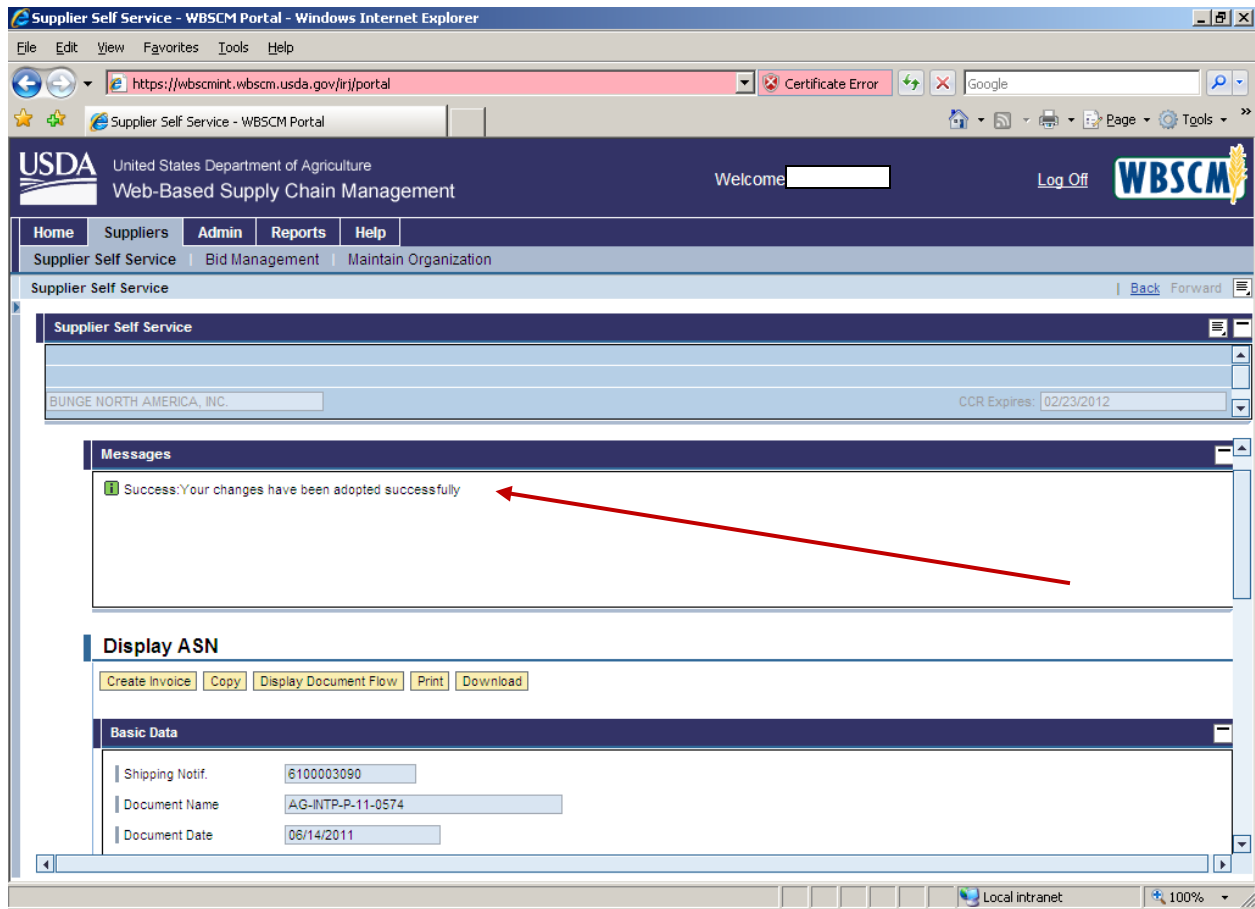 Supplier Self Service - WBSCM Portal - Windows Internet Explorer
File Edit View Favorites Tools Help
https://wbscmint.wbscm.usda.gov/irj/portal Certificate Error Google
Supplier Self Service - WBSCM Portal Page Tools »
USDA United States Department of Agriculture
Web-Based Supply Chain Management
Welcome Log Off WBSCM
Home Suppliers Admin Reports Help
Supplier Self Service | Bid Management | Maintain Organization
Supplier Self Service | Back Forward
Supplier Self Service
BUNGE NORTH AMERICA, INC. CCR Expires: 02/23/2012
Messages
Success:Your changes have been adopted successfully
Display ASN
Create Invoice Copy Display Document Flow Print Download
Basic Data
Shipping Notif. 6100003090
Document Name AG-INTP-P-11-0574
Document Date 06/14/2011
Local intranet 100%